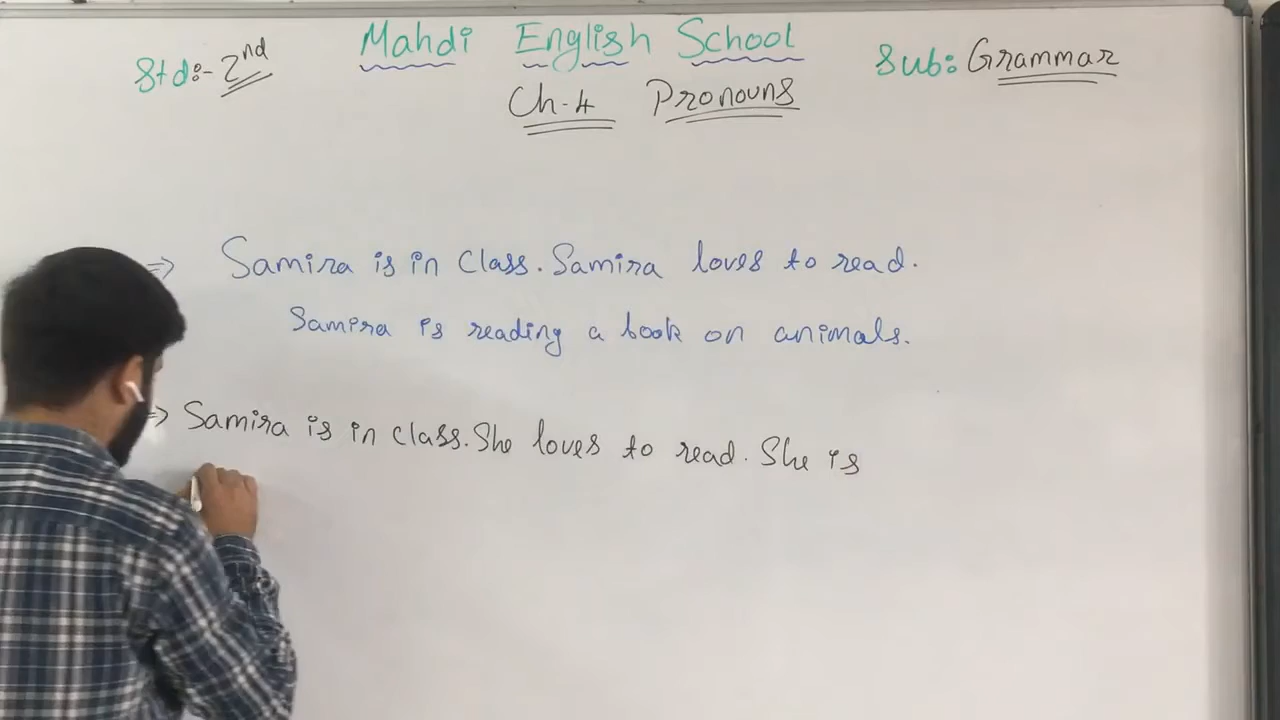 Mahdi English School
Std:- 2nd
Sub: Grammar
Ch-4 Pronouns
⇒ Samira is in class. Samira loves to read.
Samira is reading a book on animals.
⇒ Samira is in class. She loves to read. She is